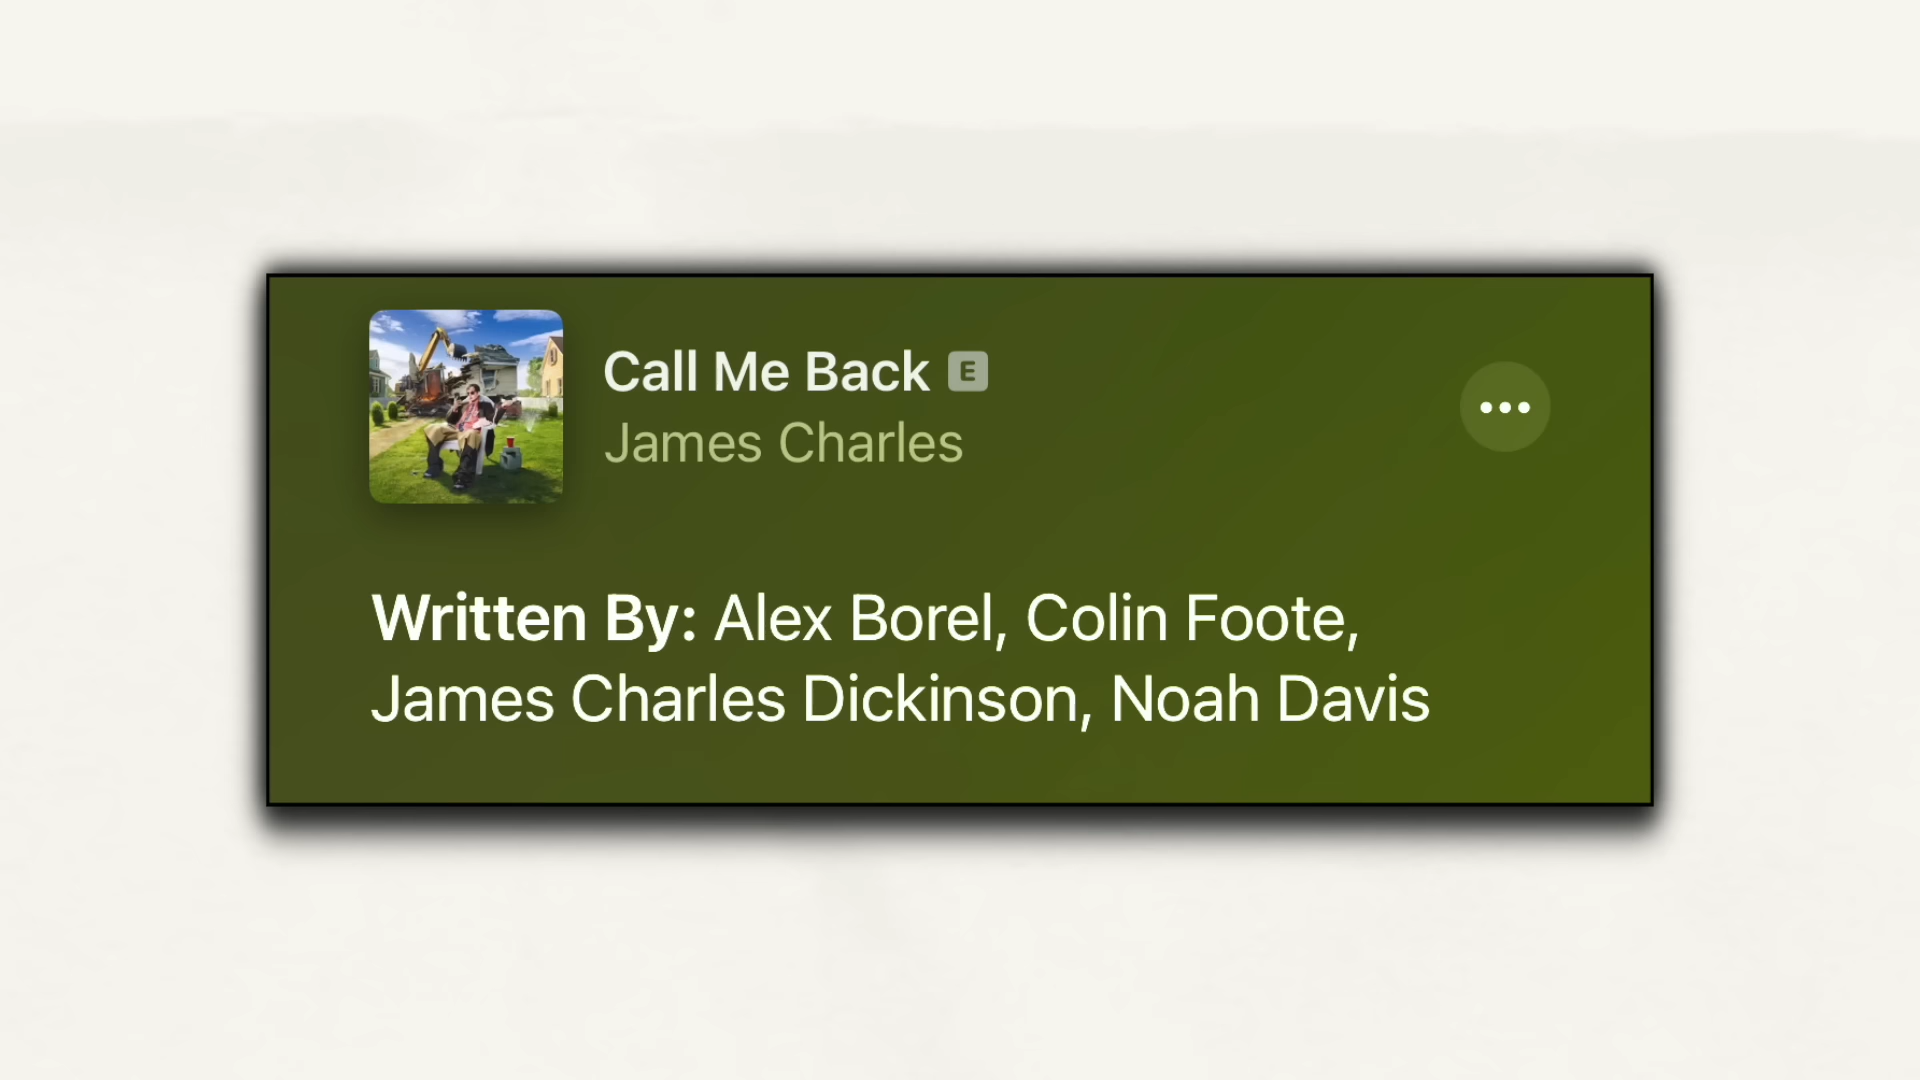 Call Me Back E
James Charles
Written By: Alex Borel, Colin Foote,
James Charles Dickinson, Noah Davis